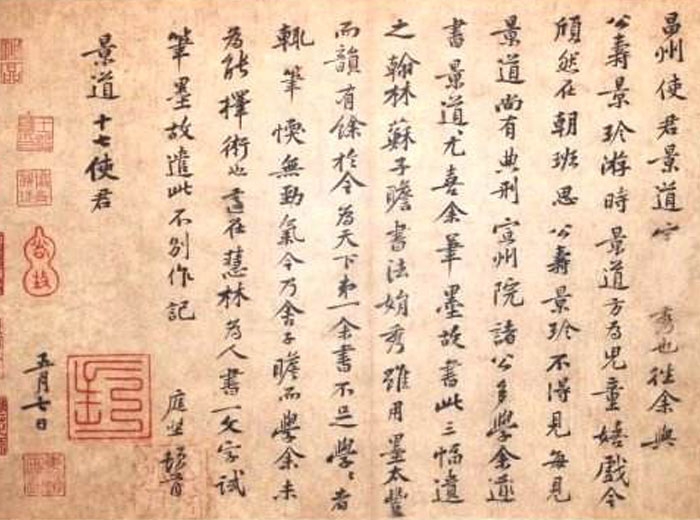 昌州使君景道宗 秀也往余與
公壽景珍游時景道方為兒童嬉戲今
頎然在朝班思 公壽景珍不得見每見
景道尚有典刑宣州院諸公多學余
書景道尤喜余筆墨故書此三幅遺
之翰林蘇子瞻書法娟秀雖用墨太豐
而韻有餘於今為天下第一余書不足學學者
輒筆愞無勁氣今乃舍子瞻而學余未
為能擇術也適在慧林為人書一文字試
筆墨故遣此不別作記 庭堅頓首
景道十七使君
五月七日